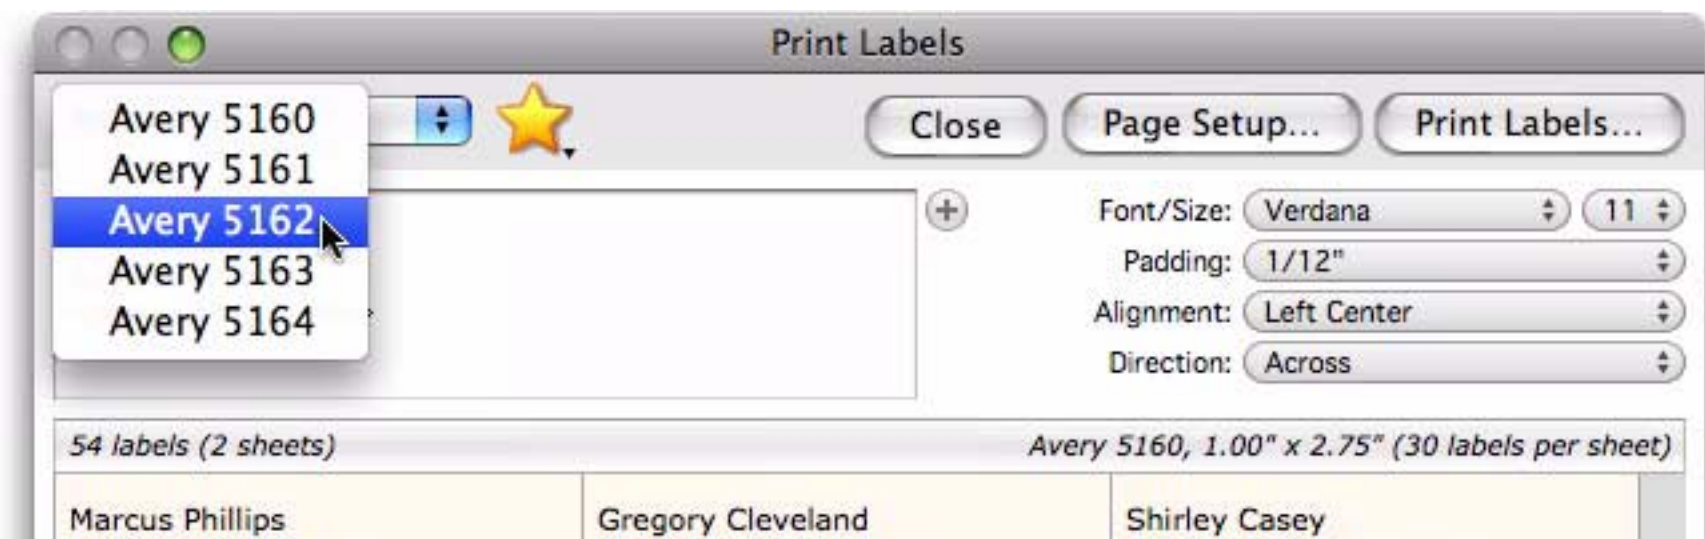 Print Labels
Avery 5160
Avery 5161
Avery 5162
Avery 5163
Avery 5164
Close
Page Setup...
Print Labels...
Font/Size: Verdana 11
Padding: 1/12"
Alignment: Left Center
Direction: Across
54 labels (2 sheets)
Avery 5160, 1.00" x 2.75" (30 labels per sheet)
Marcus Phillips
Gregory Cleveland
Shirley Casey